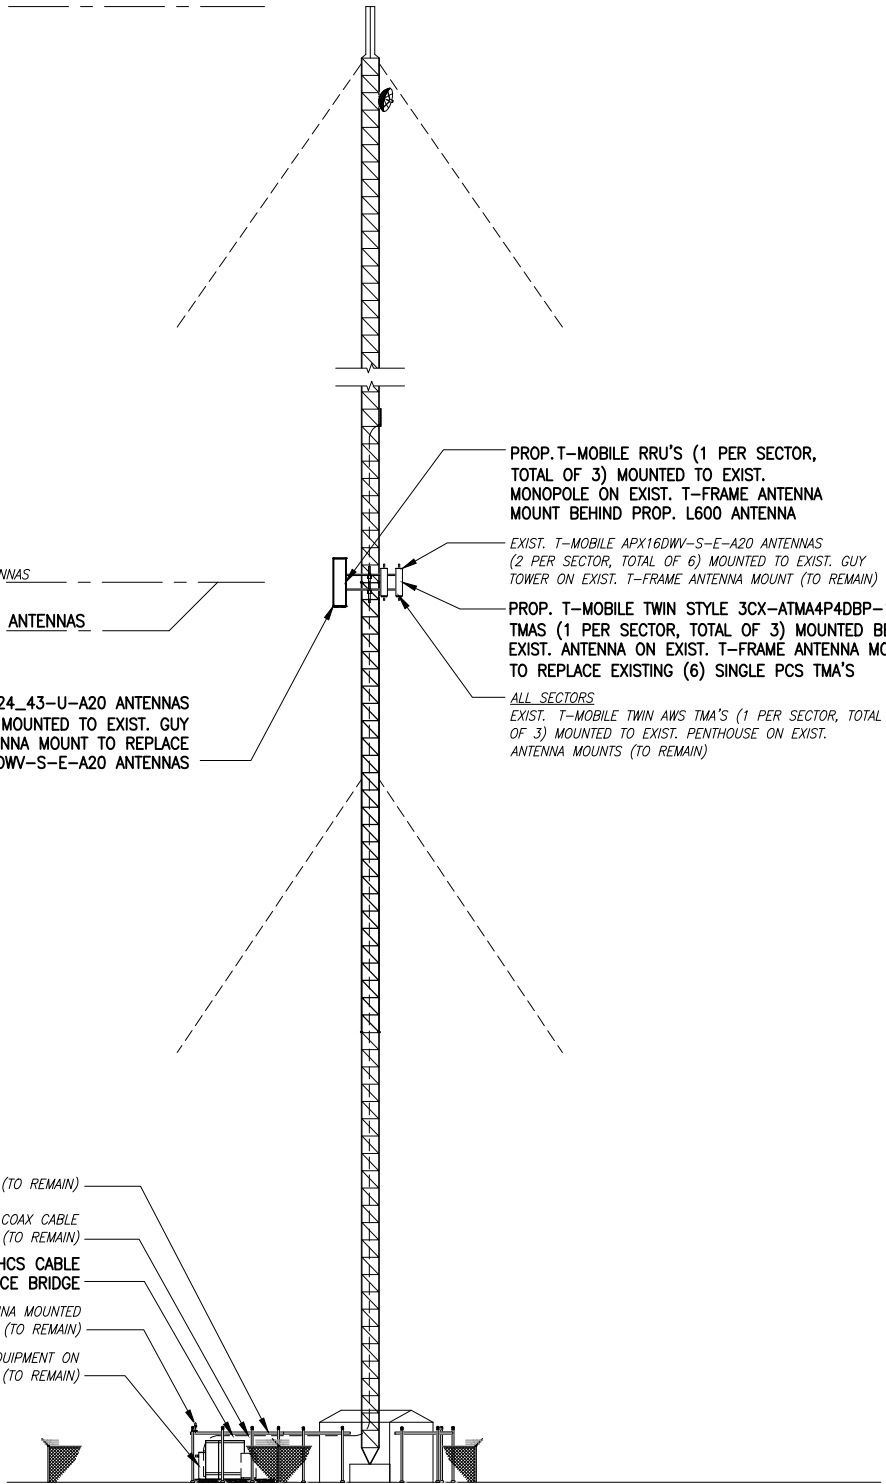 PROP. T-MOBILE RRU'S (1 PER SECTOR,
TOTAL OF 3) MOUNTED TO EXIST.
MONOPOLE ON EXIST. T-FRAME ANTENNA
MOUNT BEHIND PROP. L600 ANTENNA
EXIST. T-MOBILE APX16DWV-S-E-A20 ANTENNAS
(2 PER SECTOR, TOTAL OF 6) MOUNTED TO EXIST. GUY
TOWER ON EXIST. T-FRAME ANTENNA MOUNT (TO REMAIN)
PROP. T-MOBILE TWIN STYLE 3CX-ATMA4P4DBP-
TMAS (1 PER SECTOR, TOTAL OF 3) MOUNTED
EXIST. ANTENNA ON EXIST. T-FRAME ANTENNA
TO REPLACE EXISTING (6) SINGLE PCS TMA'S
ALL SECTORS
EXIST. T-MOBILE TWIN AWS TMA'S (1 PER SECTOR, TOTAL
OF 3) MOUNTED TO EXIST. PENTHOUSE ON EXIST.
ANTENNA MOUNTS (TO REMAIN)
NNAS
ANTENNAS
24_43-U-A20 ANTENNAS
MOUNTED TO EXIST. GUY
NNA MOUNT TO REPLACE
DWV-S-E-A20 ANTENNAS
(TO REMAIN)
COAX CABLE
(TO REMAIN)
HCS CABLE
CE BRIDGE
NNA MOUNTED
(TO REMAIN)
QUIPMENT ON
(TO REMAIN)